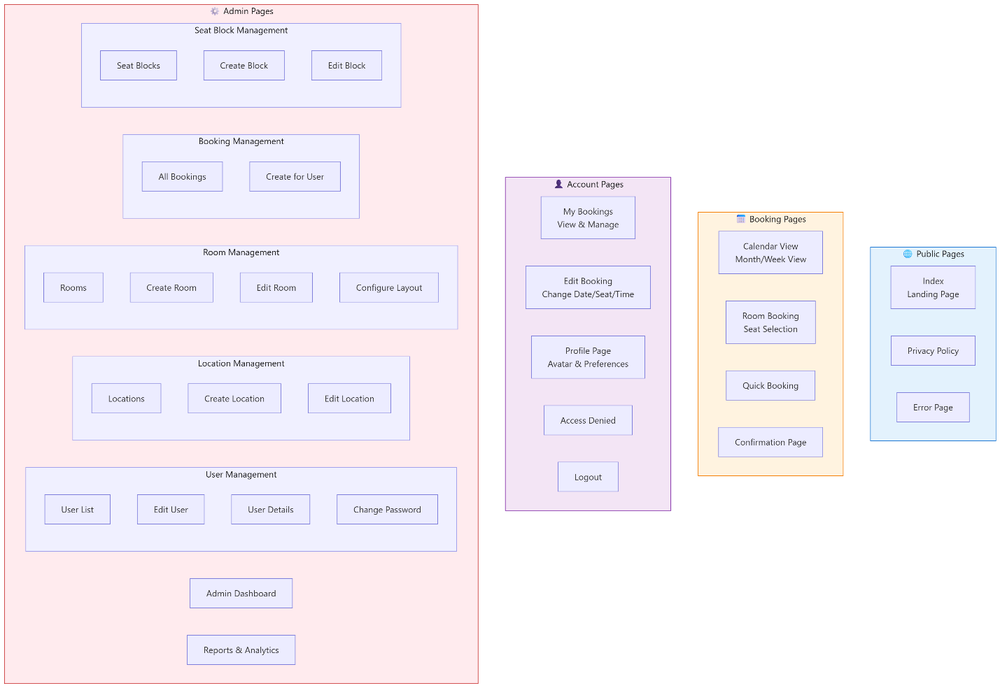 ⚙️ Admin Pages
Seat Block Management
Seat Blocks
Create Block
Edit Block
Booking Management
All Bookings
Create for User
Room Management
Rooms
Create Room
Edit Room
Configure Layout
Location Management
Locations
Create Location
Edit Location
User Management
User List
Edit User
User Details
Change Password
Admin Dashboard
Reports & Analytics
👤 Account Pages
My Bookings
View & Manage
Edit Booking
Change Date/Seat/Time
Profile Page
Avatar & Preferences
Access Denied
Logout
🗓️ Booking Pages
Calendar View
Month/Week View
Room Booking
Seat Selection
Quick Booking
Confirmation Page
🌐 Public Pages
Index
Landing Page
Privacy Policy
Error Page